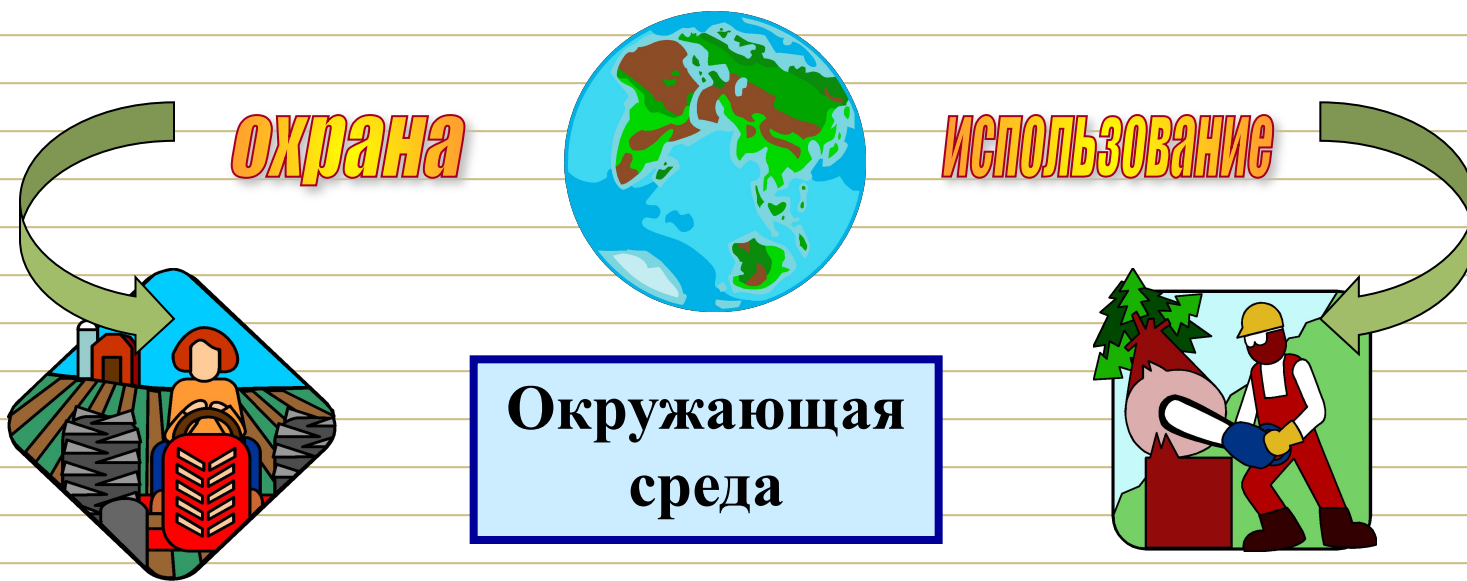 охрана
использование
Окружающая
среда